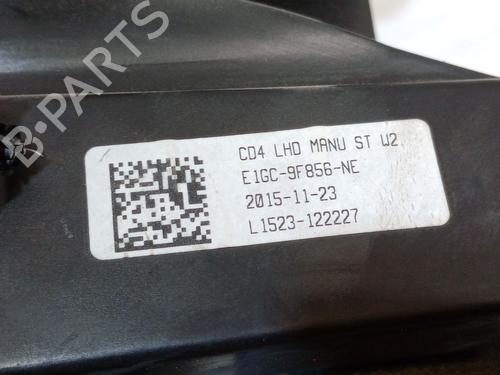 B-PARTS
CD4 LHD MANU ST W2
E1GC-9F856-NE
2015-11-23
L1523-122227